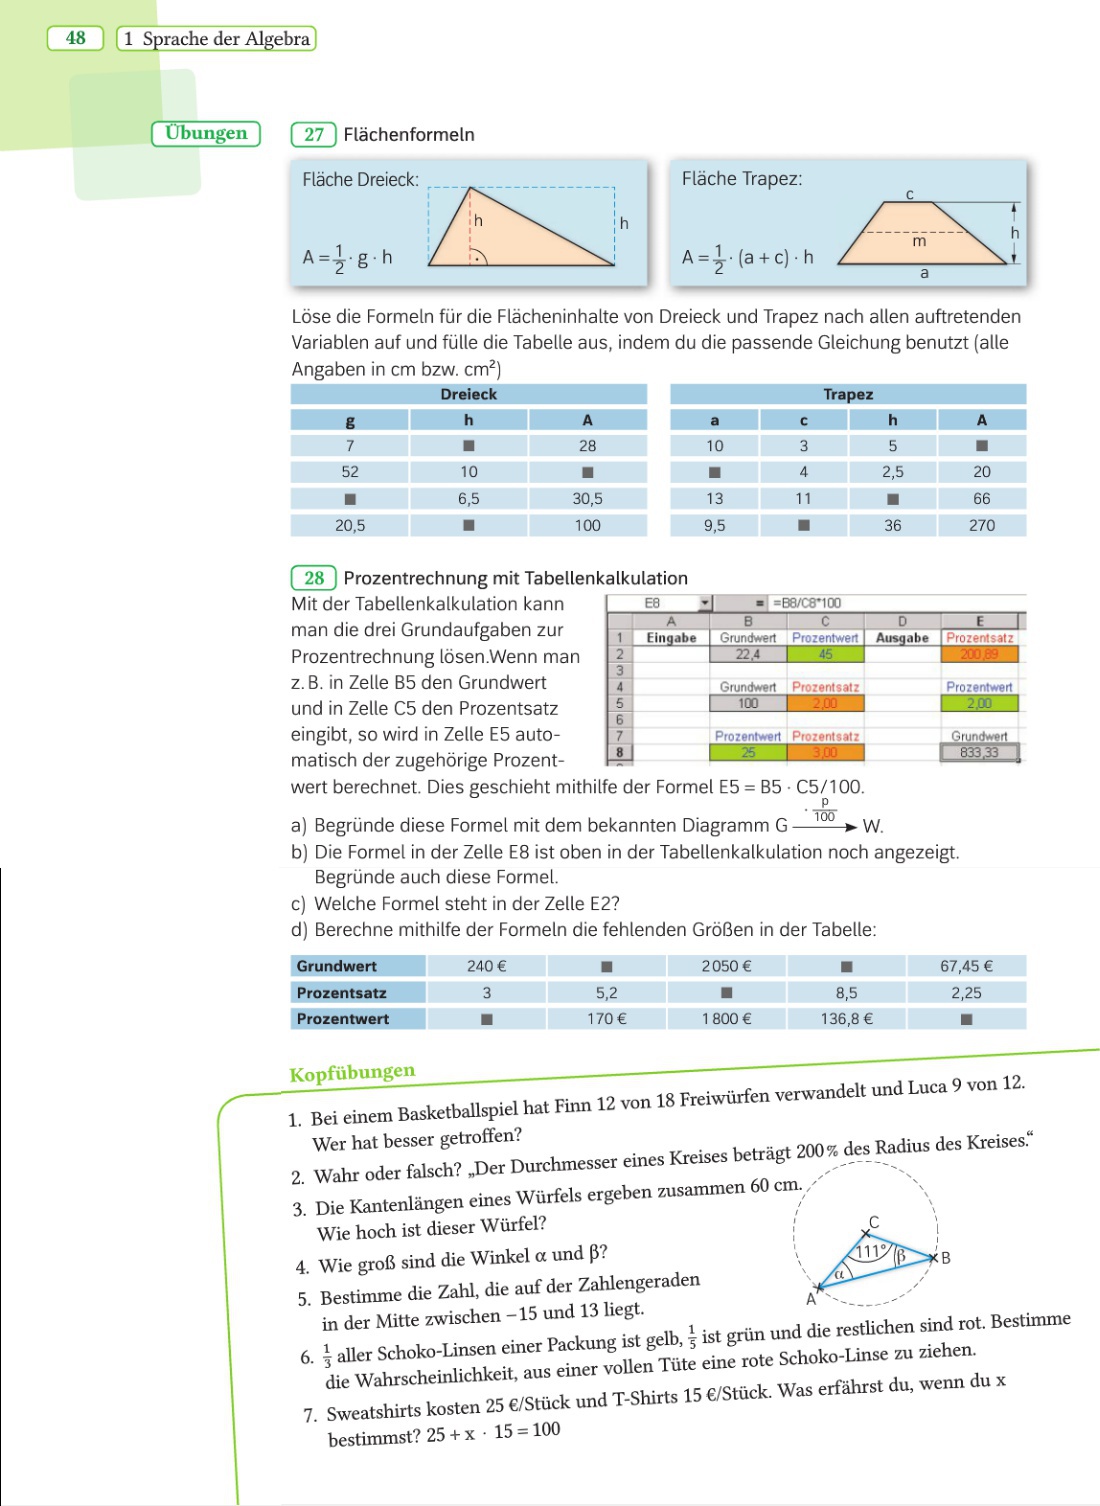 48
1 Sprache der Algebra
Übungen
27 Flächenformeln
Fläche Dreieck:
h
h
A = 1/2 · g · h
Fläche Trapez:
c
h
m
A = 1/2 · (a + c) · h
a
Löse die Formeln für die Flächeninhalte von Dreieck und Trapez nach allen auftretenden
Variablen auf und fülle die Tabelle aus, indem du die passende Gleichung benutzt (alle
Angaben in cm bzw. cm²)
Dreieck
g h A
7 ■ 28
52 10 ■
■ 6,5 30,5
20,5 ■ 100
Trapez
a c h A
10 3 5 ■
■ 4 2,5 20
13 11 ■ 66
9,5 ■ 36 270
28 Prozentrechnung mit Tabellenkalkulation
Mit der Tabellenkalkulation kann
man die drei Grundaufgaben zur
Prozentrechnung lösen.Wenn man
z. B. in Zelle B5 den Grundwert
und in Zelle C5 den Prozentsatz
eingibt, so wird in Zelle E5 auto-
matisch der zugehörige Prozent-
wert berechnet. Dies geschieht mithilfe der Formel E5 = B5 · C5/100.
E8 = =B8/C8*100
A B C D E
1 Eingabe Grundwert Prozentwert Ausgabe Prozentsatz
2 22,4 45 200,89
3
4 Grundwert Prozentsatz Prozentwert
5 100 2,00 2,00
6
7 Prozentwert Prozentsatz Grundwert
8 25 3,00 833,33
a) Begründe diese Formel mit dem bekannten Diagramm G · p/100 → W.
b) Die Formel in der Zelle E8 ist oben in der Tabellenkalkulation noch angezeigt.
Begründe auch diese Formel.
c) Welche Formel steht in der Zelle E2?
d) Berechne mithilfe der Formeln die fehlenden Größen in der Tabelle:
Grundwert 240 € ■ 2 050 € ■ 67,45 €
Prozentsatz 3 5,2 ■ 8,5 2,25
Prozentwert ■ 170 € 1 800 € 136,8 € ■
Kopfübungen
1. Bei einem Basketballspiel hat Finn 12 von 18 Freiwürfen verwandelt und Luca 9 von 12.
Wer hat besser getroffen?
2. Wahr oder falsch? „Der Durchmesser eines Kreises beträgt 200 % des Radius des Kreises.“
3. Die Kantenlängen eines Würfels ergeben zusammen 60 cm.
Wie hoch ist dieser Würfel?
4. Wie groß sind die Winkel α und β?
5. Bestimme die Zahl, die auf der Zahlengeraden
in der Mitte zwischen −15 und 13 liegt.
C
111°
β
B
α
A
6. 1/3 aller Schoko-Linsen einer Packung ist gelb, 1/5 ist grün und die restlichen sind rot. Bestimme
die Wahrscheinlichkeit, aus einer vollen Tüte eine rote Schoko-Linse zu ziehen.
7. Sweatshirts kosten 25 €/Stück und T-Shirts 15 €/Stück. Was erfährst du, wenn du x
bestimmst? 25 + x · 15 = 100